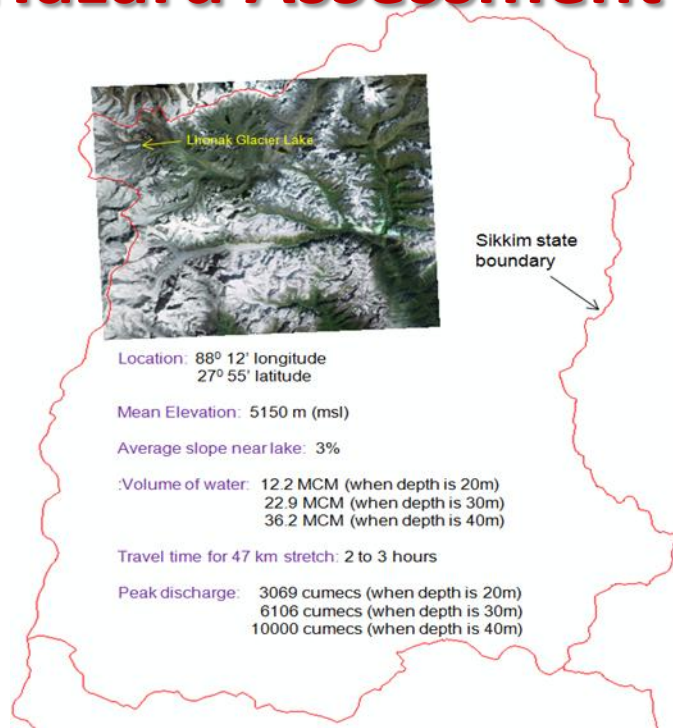 Hazard Assessment
Lhonak Glacier Lake
Sikkim state
boundary
Location: 88⁰ 12' longitude
27⁰ 55' latitude
Mean Elevation: 5150 m (msl)
Average slope near lake: 3%
:Volume of water: 12.2 MCM (when depth is 20m)
22.9 MCM (when depth is 30m)
36.2 MCM (when depth is 40m)
Travel time for 47 km stretch: 2 to 3 hours
Peak discharge: 3069 cumecs (when depth is 20m)
6106 cumecs (when depth is 30m)
10000 cumecs (when depth is 40m)